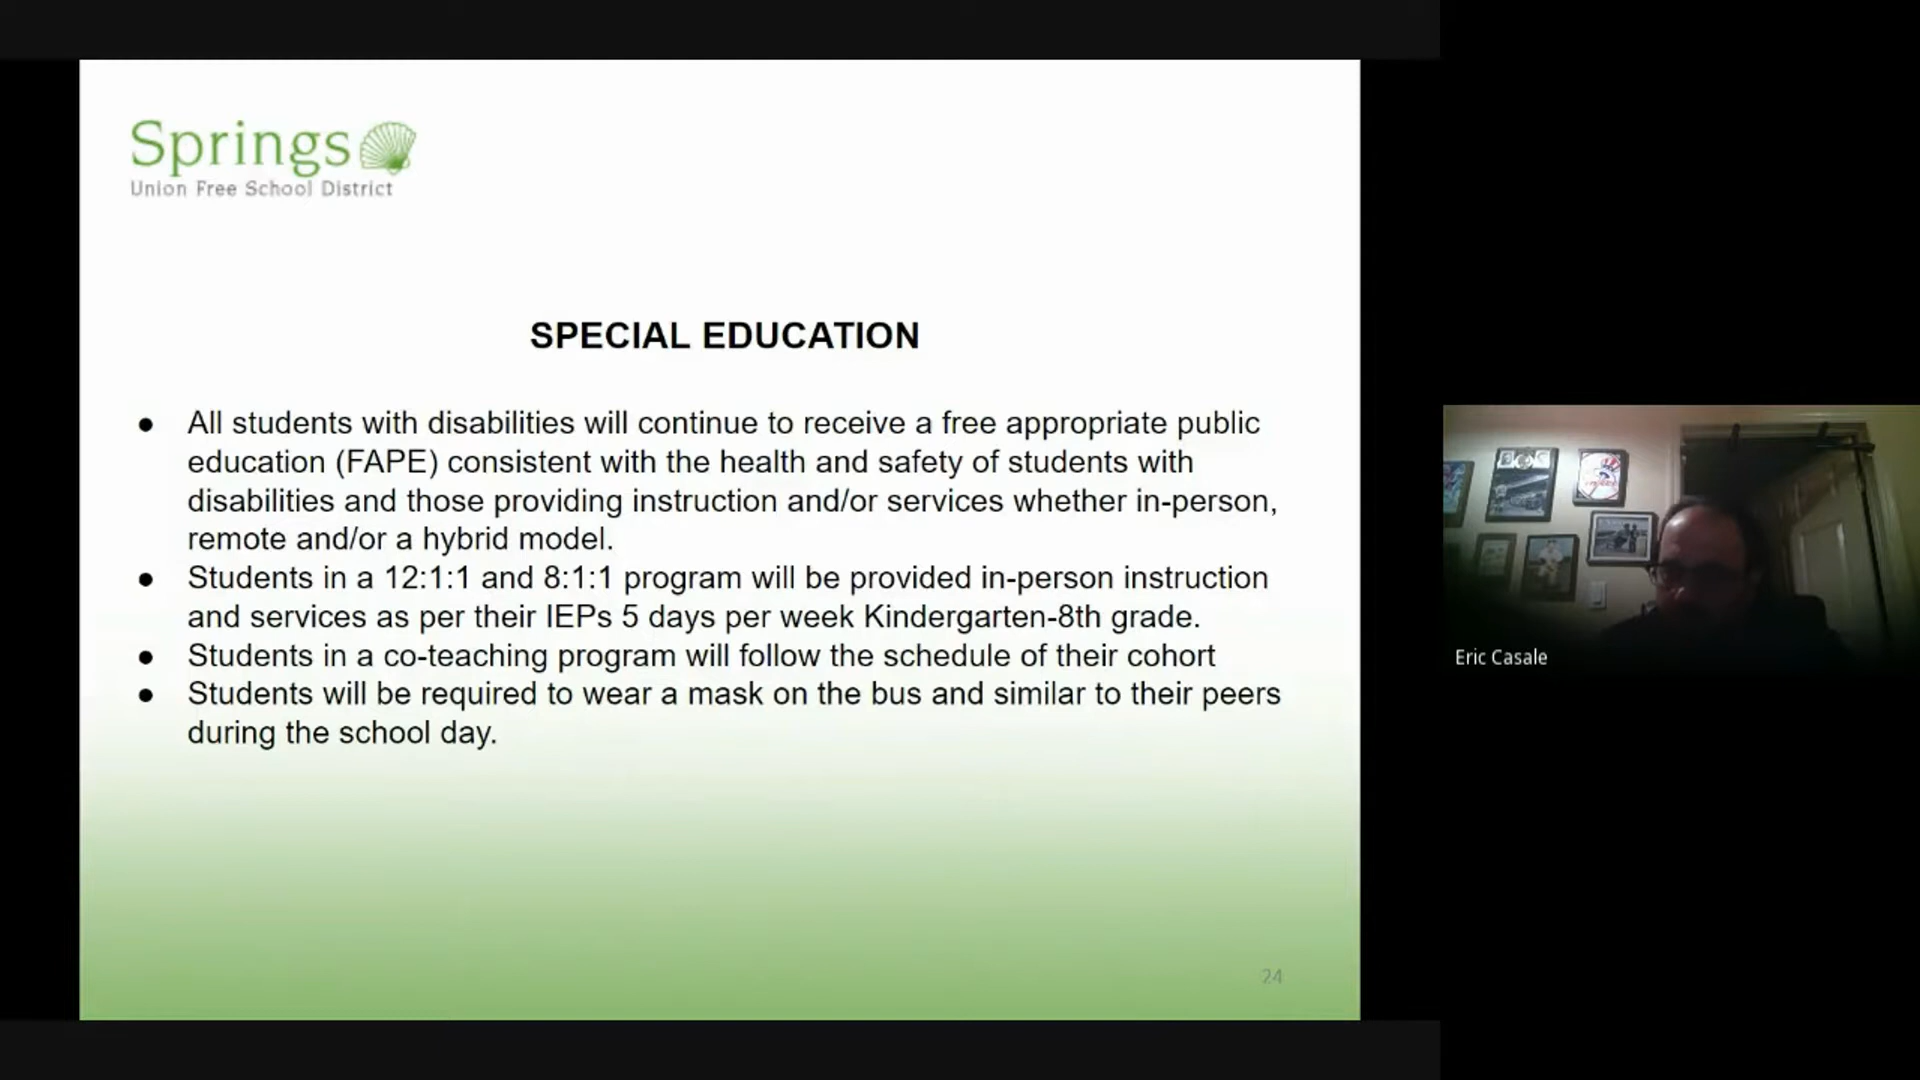 Springs
Union Free School District
SPECIAL EDUCATION
● All students with disabilities will continue to receive a free appropriate public
education (FAPE) consistent with the health and safety of students with
disabilities and those providing instruction and/or services whether in-person,
remote and/or a hybrid model.
● Students in a 12:1:1 and 8:1:1 program will be provided in-person instruction
and services as per their IEPs 5 days per week Kindergarten-8th grade.
● Students in a co-teaching program will follow the schedule of their cohort
● Students will be required to wear a mask on the bus and similar to their peers
during the school day.
24
Eric Casale